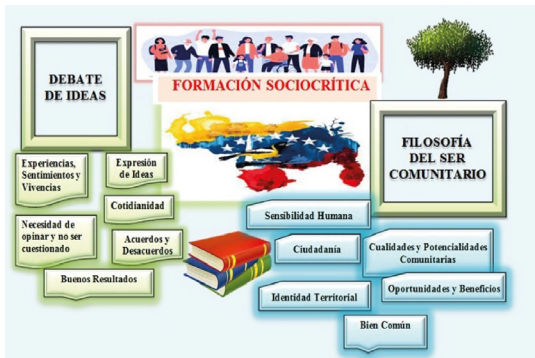 DEBATE
DE IDEAS
FORMACIÓN SOCIOCRÍTICA
FILOSOFÍA
DEL SER
COMUNITARIO
Experiencias,
Sentimientos y
Vivencias
Expresión
de Ideas
Cotidianidad
Necesidad de
opinar y no ser
cuestionado
Acuerdos y
Desacuerdos
Buenos Resultados
Sensibilidad Humana
Ciudadanía
Cualidades y Potencialidades
Comunitarias
Identidad Territorial
Oportunidades y Beneficios
Bien Común